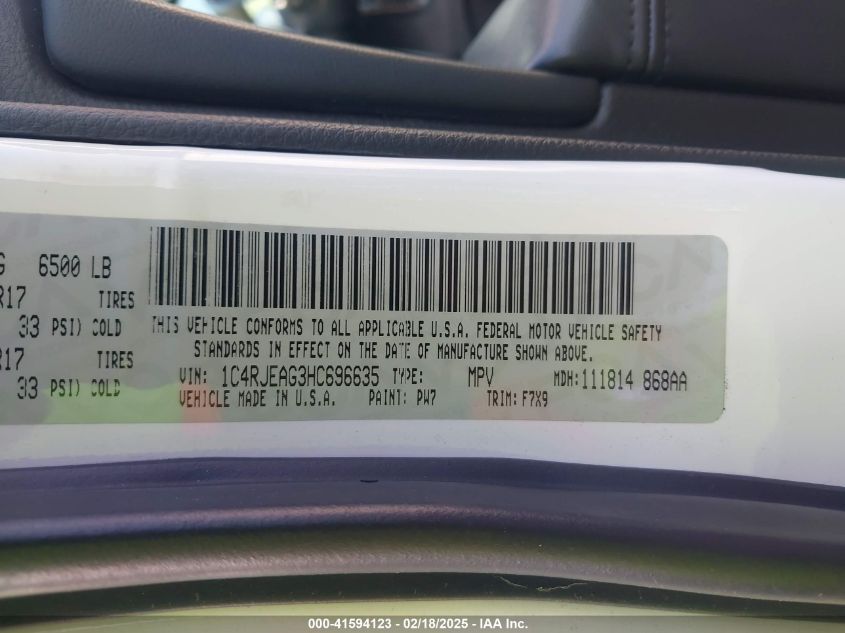 G 6500 LB
R17 TIRES
33 PSI) COLD
R17 TIRES
33 PSI) COLD
THIS VEHICLE CONFORMS TO ALL APPLICABLE U.S.A. FEDERAL MOTOR VEHICLE SAFETY
STANDARDS IN EFFECT ON THE DATE OF MANUFACTURE SHOWN ABOVE.
VIN: 1C4RJEAG3HC696635 TYPE: MPV MDH:111814 868AA
VEHICLE MADE IN U.S.A. PAINT: PW7 TRIM:F7X9
000-41594123 - 02/18/2025 - IAA Inc.